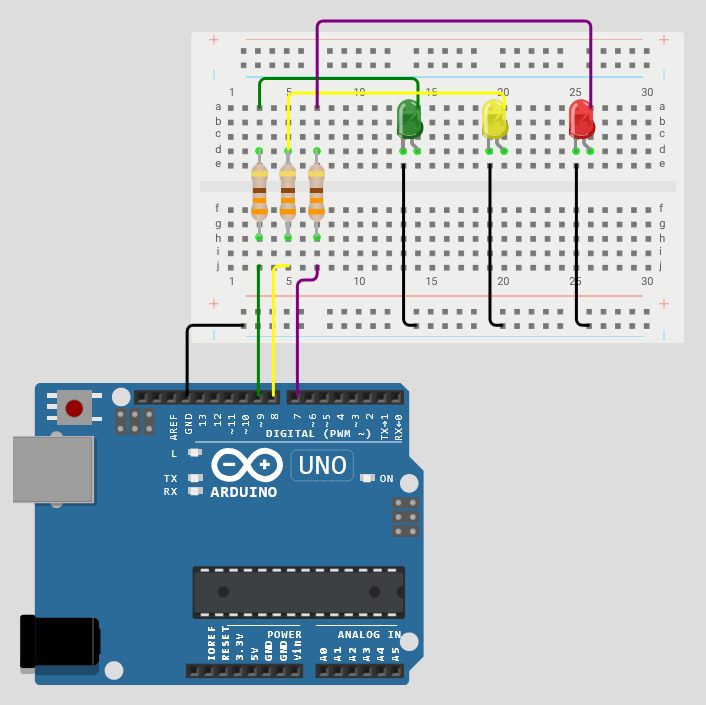 + +
1 5 10 15 20 25 30
a a
b b
c c
d d
e e
f f
g g
h h
i i
j j
1 5 10 15 20 25 30
+ +
AREF GND 13 12 ~11 ~10 ~9 8 7 ~6 ~5 4 ~3 2 TX→1 RX←0
DIGITAL (PWM ~)
L
TX
RX
ARDUINO
UNO
ON
POWER
ANALOG IN
IOREF RESET 3.3V 5V GND GND Vin A0 A1 A2 A3 A4 A5